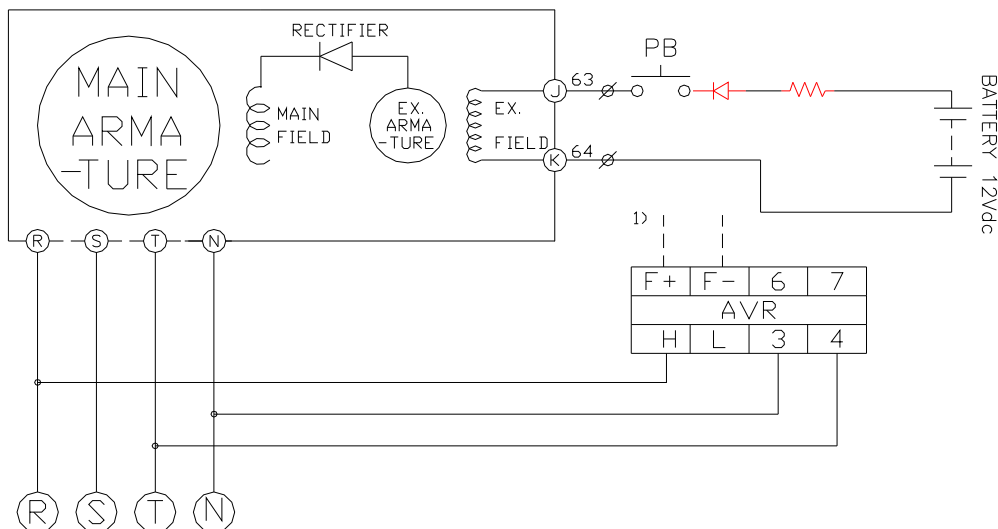 RECTIFIER
MAIN
ARMA
-TURE
MAIN
FIELD
EX.
ARMA
-TURE
EX.
FIELD
J
63
K
64
PB
BATTERY 12Vdc
R
S
T
N
1)
F+ F- 6 7
AVR
H L 3 4
R
S
T
N